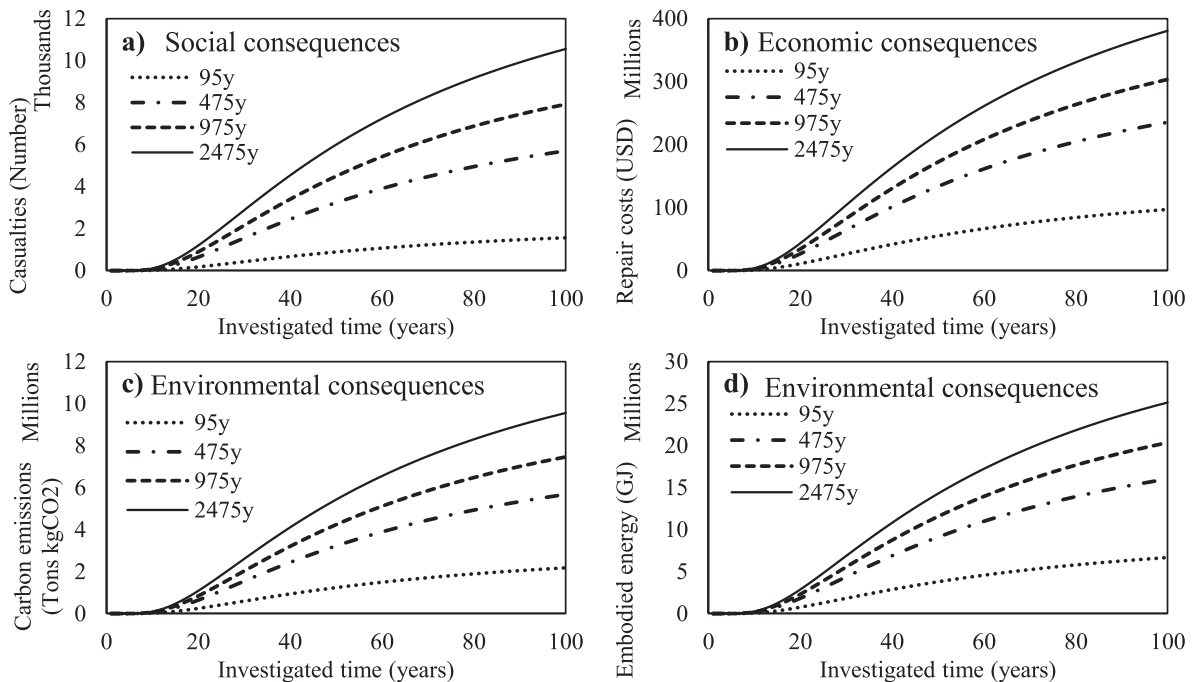 a) Social consequences
Thousands
Casualties (Number)
12
10
8
6
4
2
0
95y
475y
975y
2475y
0 20 40 60 80 100
Investigated time (years)
b) Economic consequences
Millions
Repair costs (USD)
400
300
200
100
0
95y
475y
975y
2475y
0 20 40 60 80 100
Investigated time (years)
c) Environmental consequences
Millions
Carbon emissions
(Tons kgCO2)
12
10
8
6
4
2
0
95y
475y
975y
2475y
0 20 40 60 80 100
Investigated time (years)
d) Environmental consequences
Millions
Embodied energy (GJ)
30
25
20
15
10
5
0
95y
475y
975y
2475y
0 20 40 60 80 100
Investigated time (years)